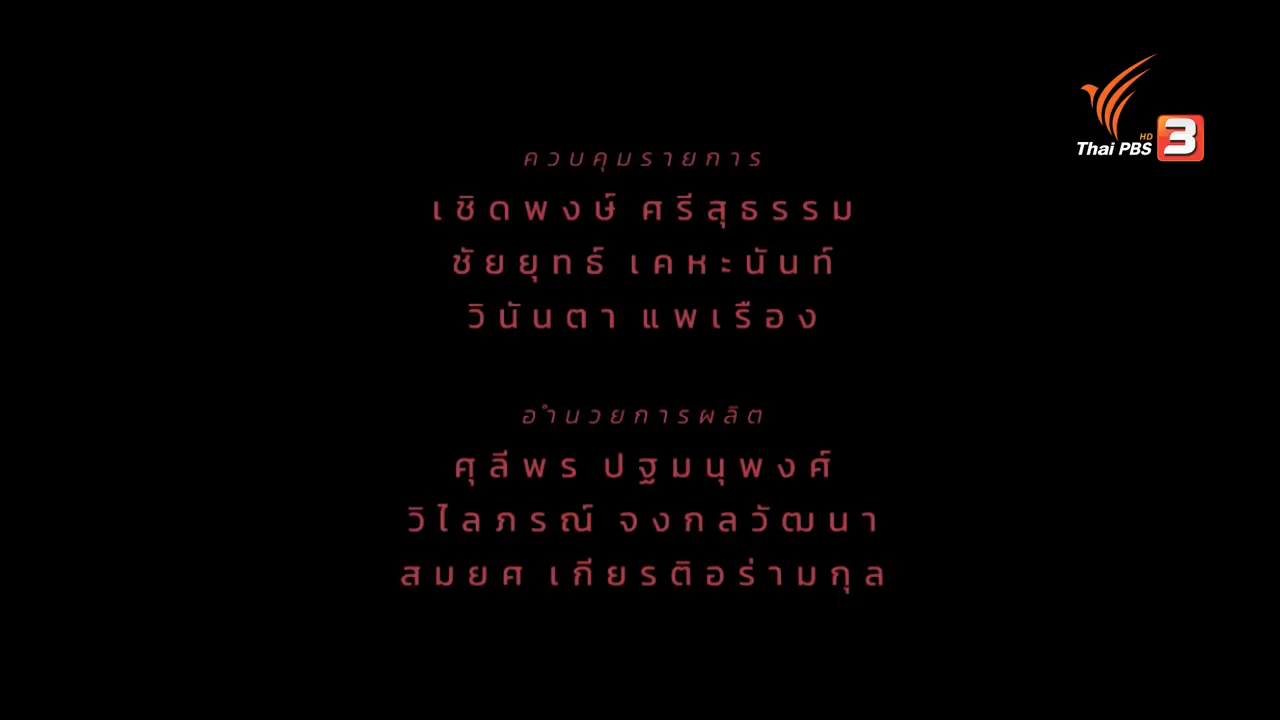 Thai PBS HD 3
ควบคุมรายการ
เชิดพงษ์ ศรีสุธรรม
ชัยยุทธ์ เคหะนันท์
วินันตา แพเรือง
อำนวยการผลิต
ศุลีพร ปฐมนุพงศ์
วิไลภรณ์ จงกลวัฒนา
สมยศ เกียรติอร่ามกุล